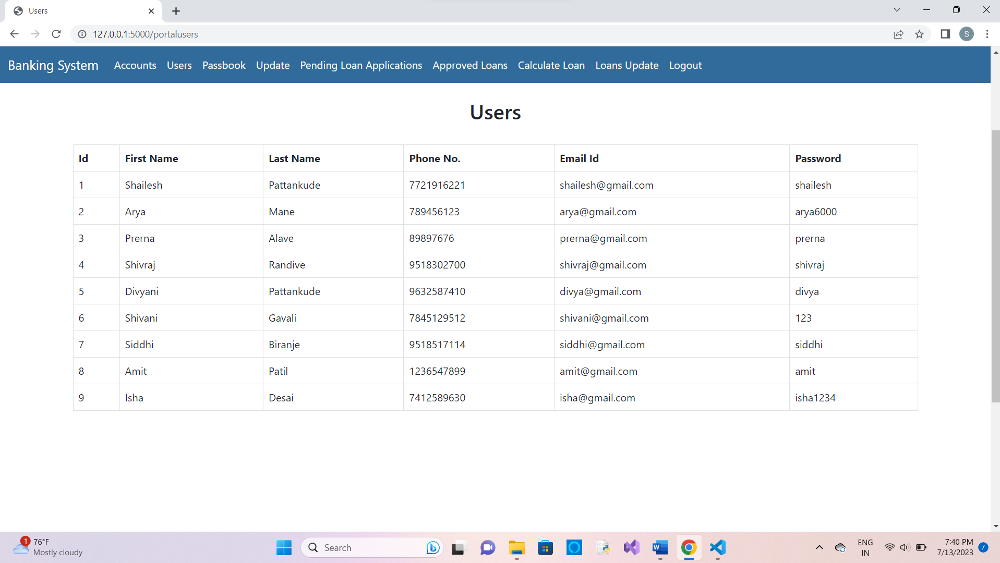 Users
127.0.0.1:5000/portalusers
S
Banking System Accounts Users Passbook Update Pending Loan Applications Approved Loans Calculate Loan Loans Update Logout
Users
Id First Name Last Name Phone No. Email Id Password
1 Shailesh Pattankude 7721916221 shailesh@gmail.com shailesh
2 Arya Mane 789456123 arya@gmail.com arya6000
3 Prerna Alave 89897676 prerna@gmail.com prerna
4 Shivraj Randive 9518302700 shivraj@gmail.com shivraj
5 Divyani Pattankude 9632587410 divya@gmail.com divya
6 Shivani Gavali 7845129512 shivani@gmail.com 123
7 Siddhi Biranje 9518517114 siddhi@gmail.com siddhi
8 Amit Patil 1236547899 amit@gmail.com amit
9 Isha Desai 7412589630 isha@gmail.com isha1234
1 76°F
Mostly cloudy
Search
W
ENG
IN
7:40 PM
7/13/2023
7